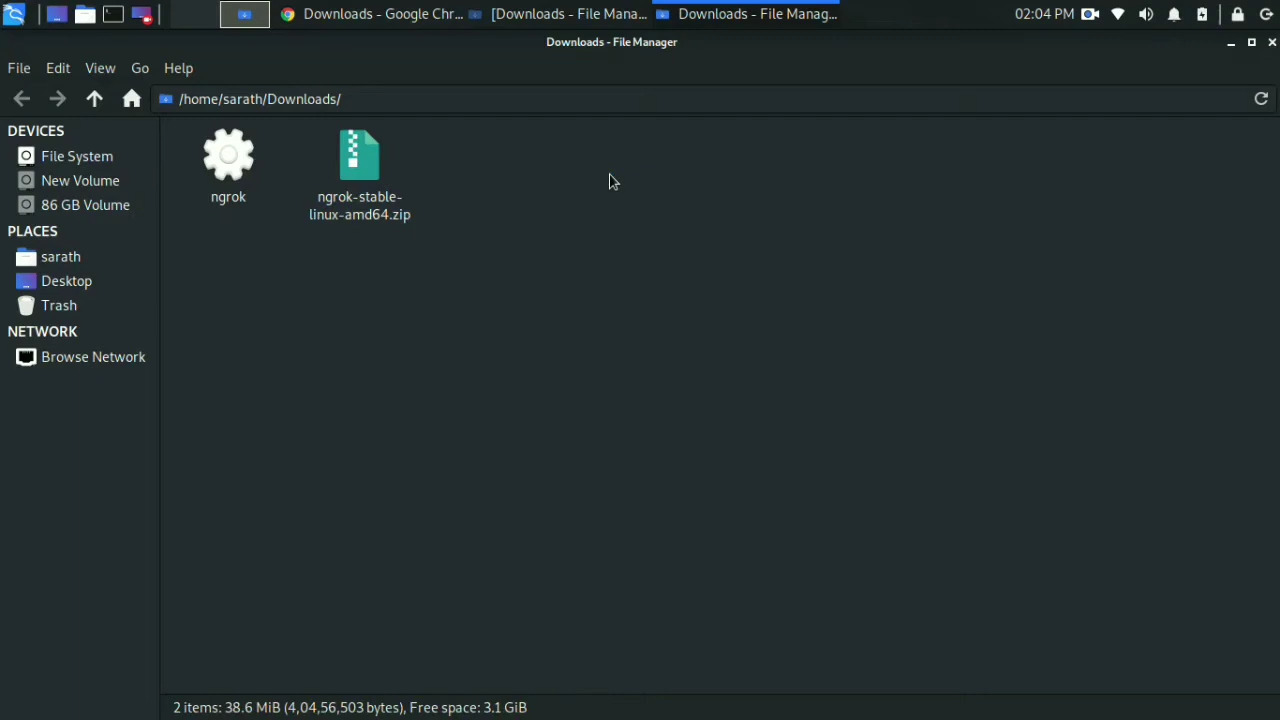 Downloads - Google Chr...
[Downloads - File Mana...
Downloads - File Manag...
02:04 PM
Downloads - File Manager
File Edit View Go Help
/home/sarath/Downloads/
DEVICES
File System
New Volume
86 GB Volume
PLACES
sarath
Desktop
Trash
NETWORK
Browse Network
ngrok
ngrok-stable-
linux-amd64.zip
2 items: 38.6 MiB (4,04,56,503 bytes), Free space: 3.1 GiB